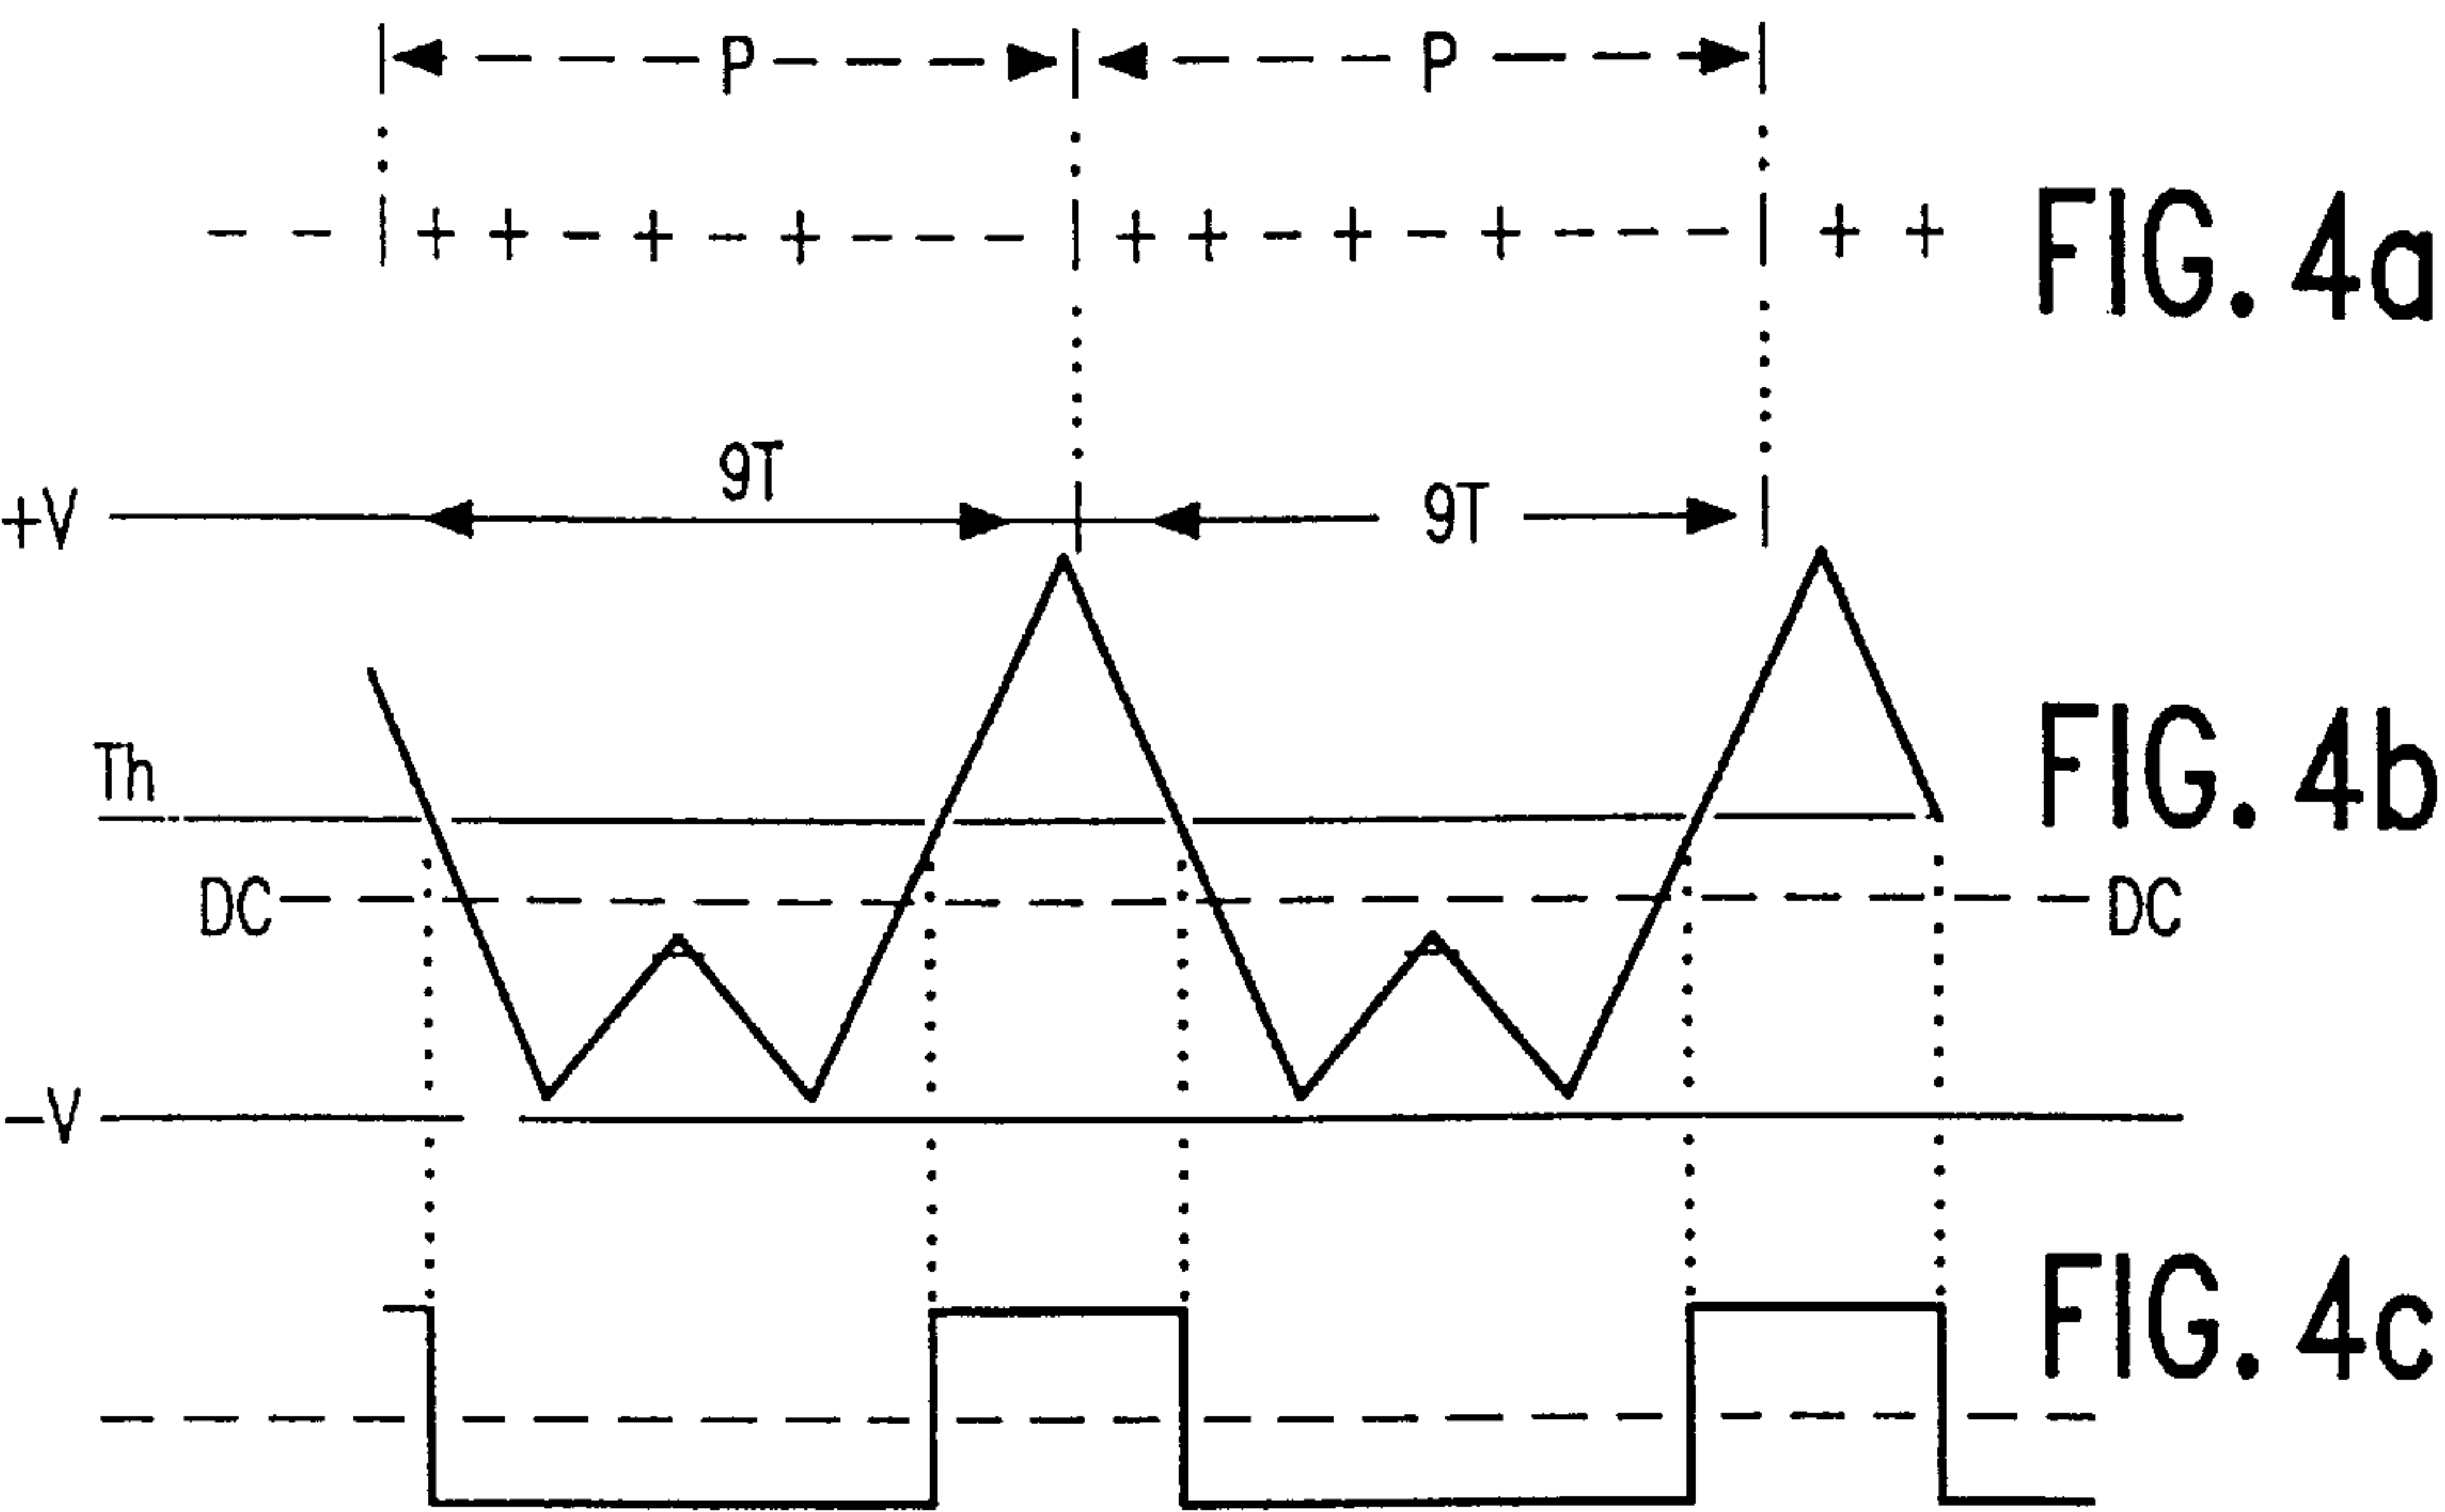 P P
- - | + + - + - + - - - | + + - + - + - - - | + +
FIG. 4a
9T 9T
+V
Th
FIG. 4b
DC DC
-V
FIG. 4c